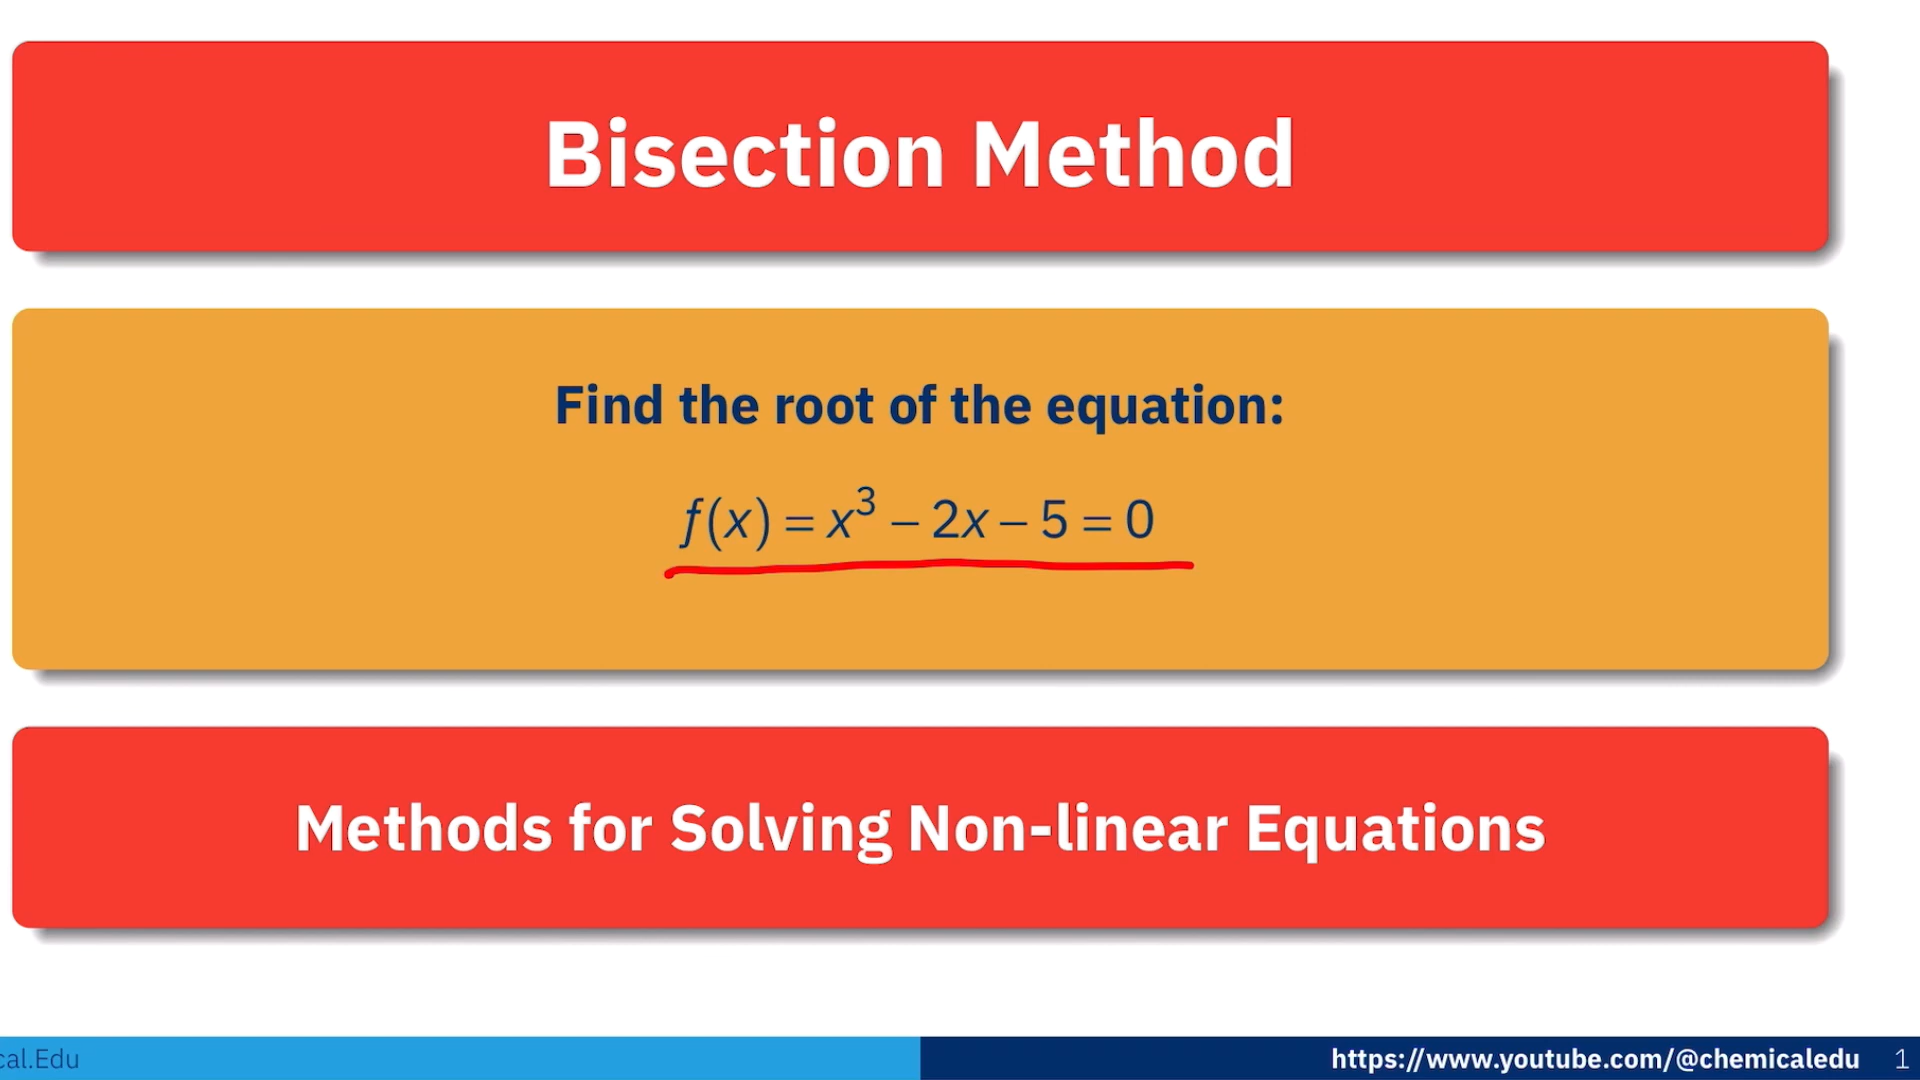 Bisection Method
Find the root of the equation:
f(x) = x³ – 2x – 5 = 0
Methods for Solving Non-linear Equations
cal.Edu
https://www.youtube.com/@chemicaledu 1